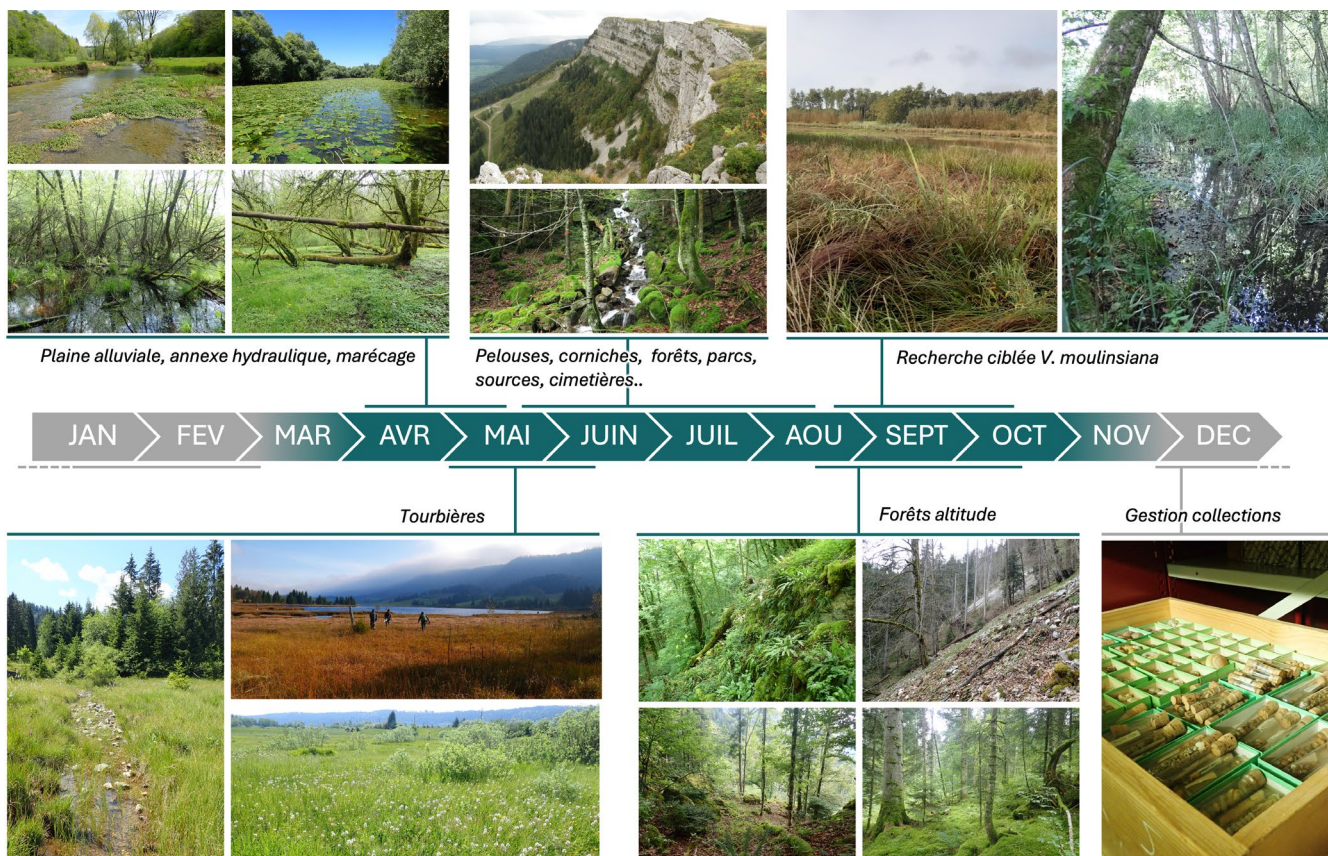 Plaine alluviale, annexe hydraulique, marécage
Pelouses, corniches, forêts, parcs,
sources, cimetières..
Recherche ciblée V. moulinsiana
JAN FEV MAR AVR MAI JUIN JUIL AOU SEPT OCT NOV DEC
Tourbières
Forêts altitude
Gestion collections